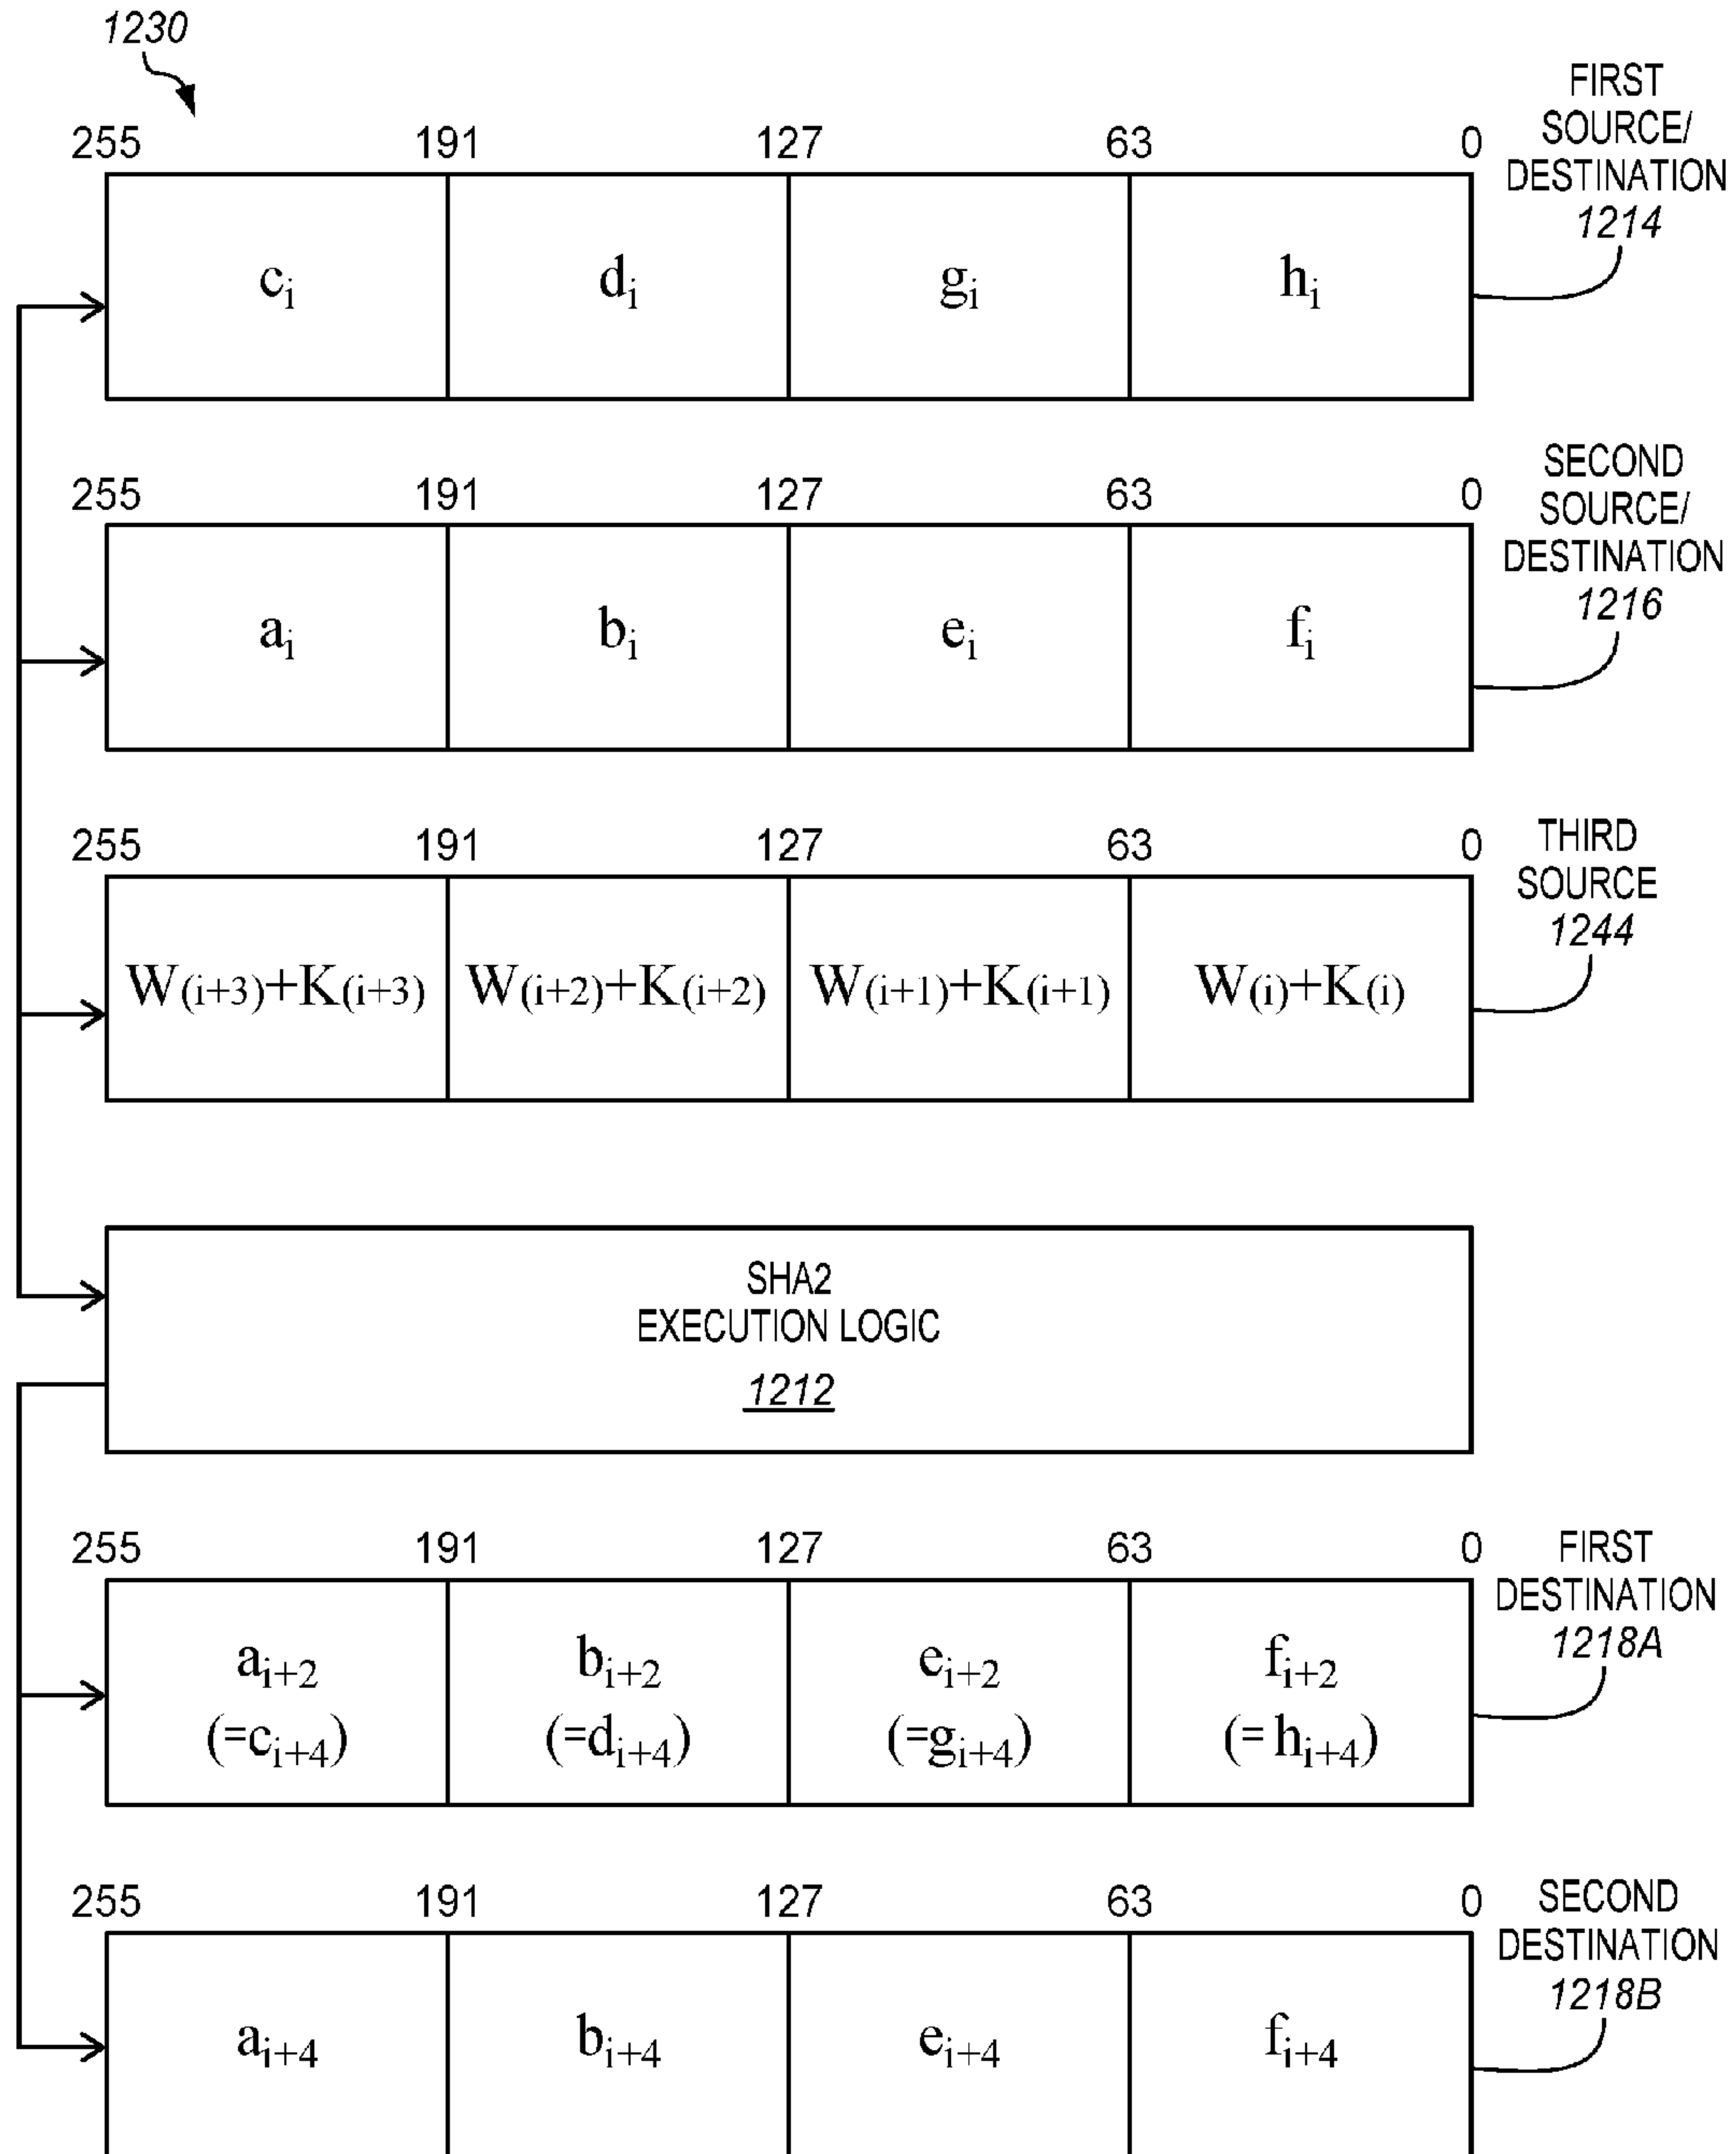 1230
FIRST
SOURCE/
DESTINATION
1214
255 191 127 63 0
cᵢ dᵢ gᵢ hᵢ
SECOND
SOURCE/
DESTINATION
1216
255 191 127 63 0
aᵢ bᵢ eᵢ fᵢ
THIRD
SOURCE
1244
255 191 127 63 0
W(i+3)+K(i+3) W(i+2)+K(i+2) W(i+1)+K(i+1) W(i)+K(i)
SHA2
EXECUTION LOGIC
1212
FIRST
DESTINATION
1218A
255 191 127 63 0
aᵢ₊₂ bᵢ₊₂ eᵢ₊₂ fᵢ₊₂
(=cᵢ₊₄) (=dᵢ₊₄) (=gᵢ₊₄) (= hᵢ₊₄)
SECOND
DESTINATION
1218B
255 191 127 63 0
aᵢ₊₄ bᵢ₊₄ eᵢ₊₄ fᵢ₊₄